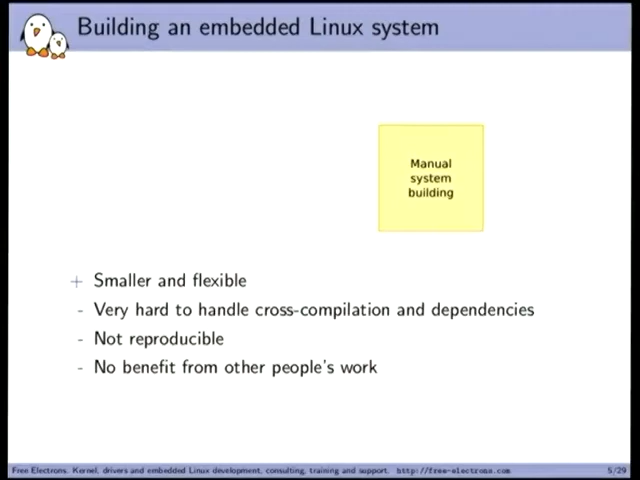 Building an embedded Linux system
Manual
system
building
+ Smaller and flexible
- Very hard to handle cross-compilation and dependencies
- Not reproducible
- No benefit from other people's work
Free Electrons. Kernel, drivers and embedded Linux development, consulting, training and support. http://free-electrons.com 5/29